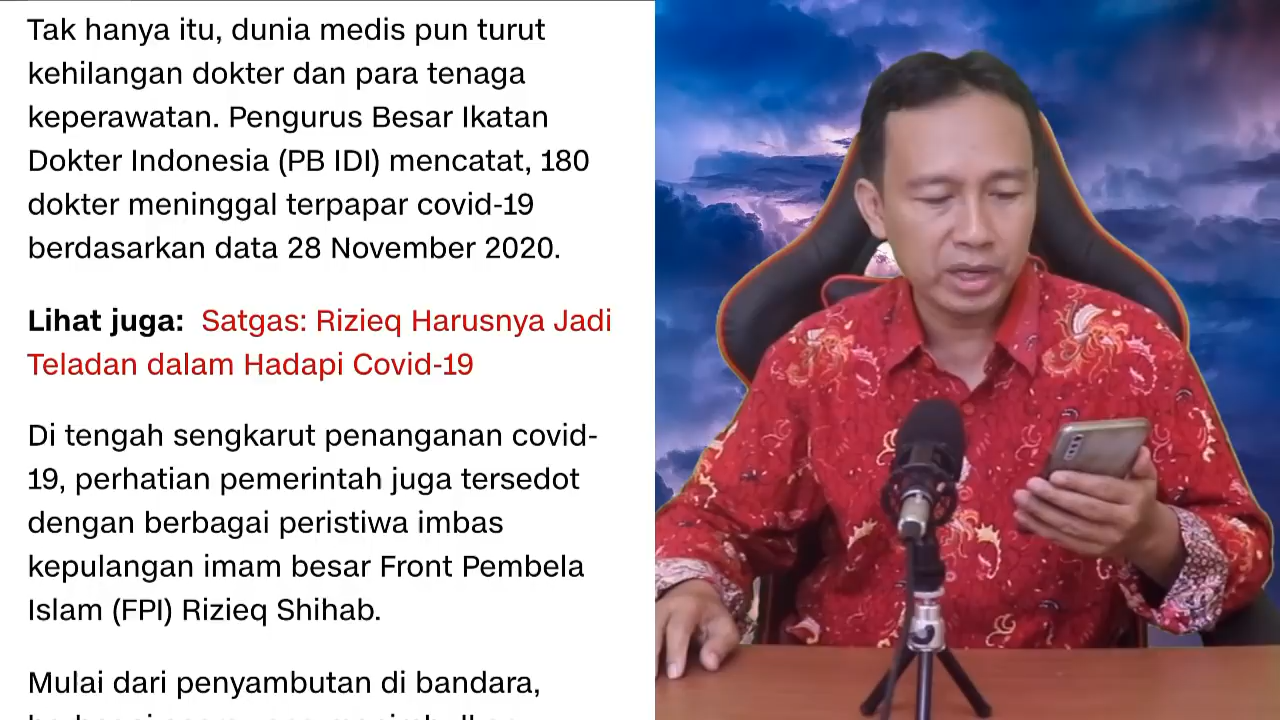 Tak hanya itu, dunia medis pun turut
kehilangan dokter dan para tenaga
keperawatan. Pengurus Besar Ikatan
Dokter Indonesia (PB IDI) mencatat, 180
dokter meninggal terpapar covid-19
berdasarkan data 28 November 2020.
Lihat juga: Satgas: Rizieq Harusnya Jadi
Teladan dalam Hadapi Covid-19
Di tengah sengkarut penanganan covid-
19, perhatian pemerintah juga tersedot
dengan berbagai peristiwa imbas
kepulangan imam besar Front Pembela
Islam (FPI) Rizieq Shihab.
Mulai dari penyambutan di bandara,